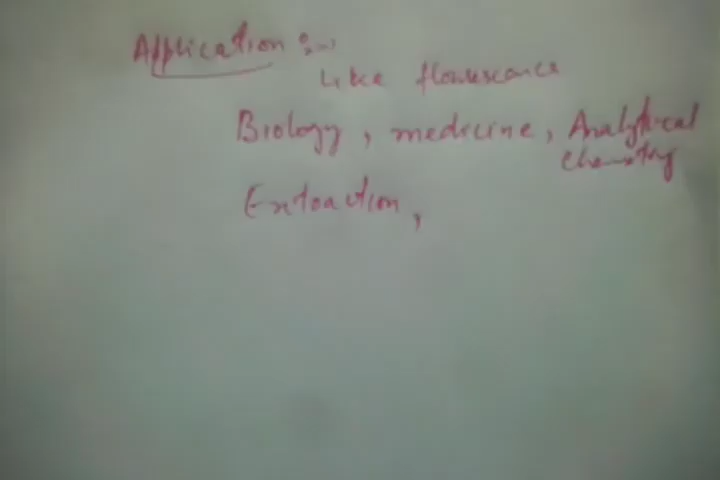 Application :-
Like flourescence
Biology, medicine, Analytical
chemistry
Extraction,